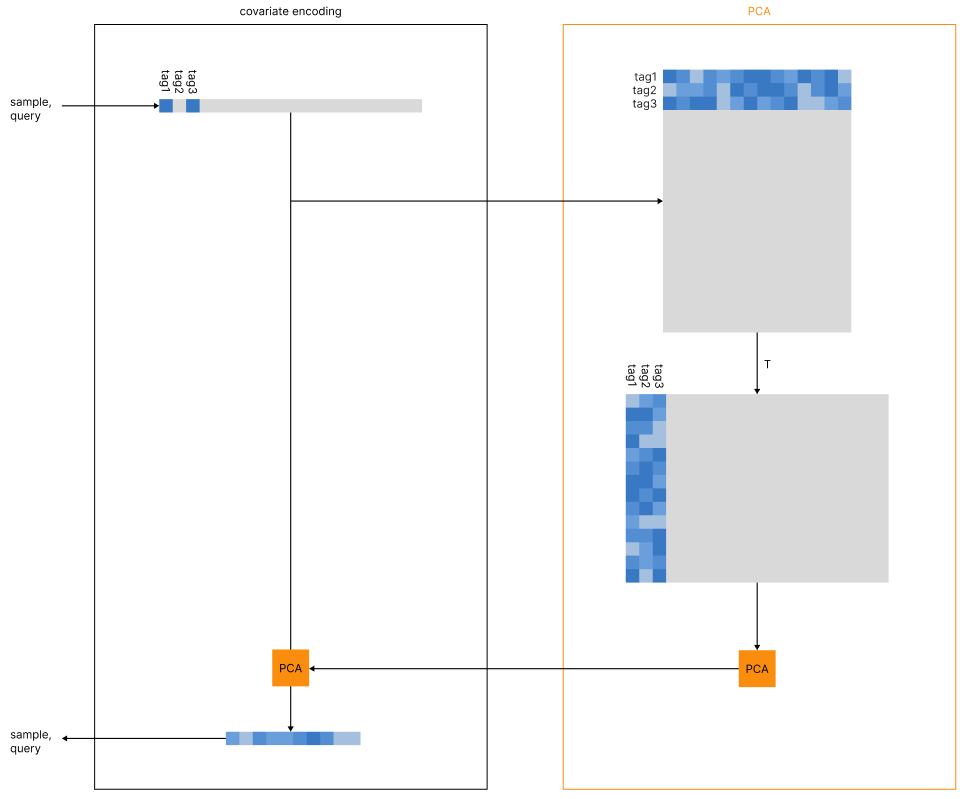 covariate encoding
PCA
tag1
tag2
tag3
sample,
query
tag1
tag2
tag3
T
tag1
tag2
tag3
PCA
PCA
sample,
query